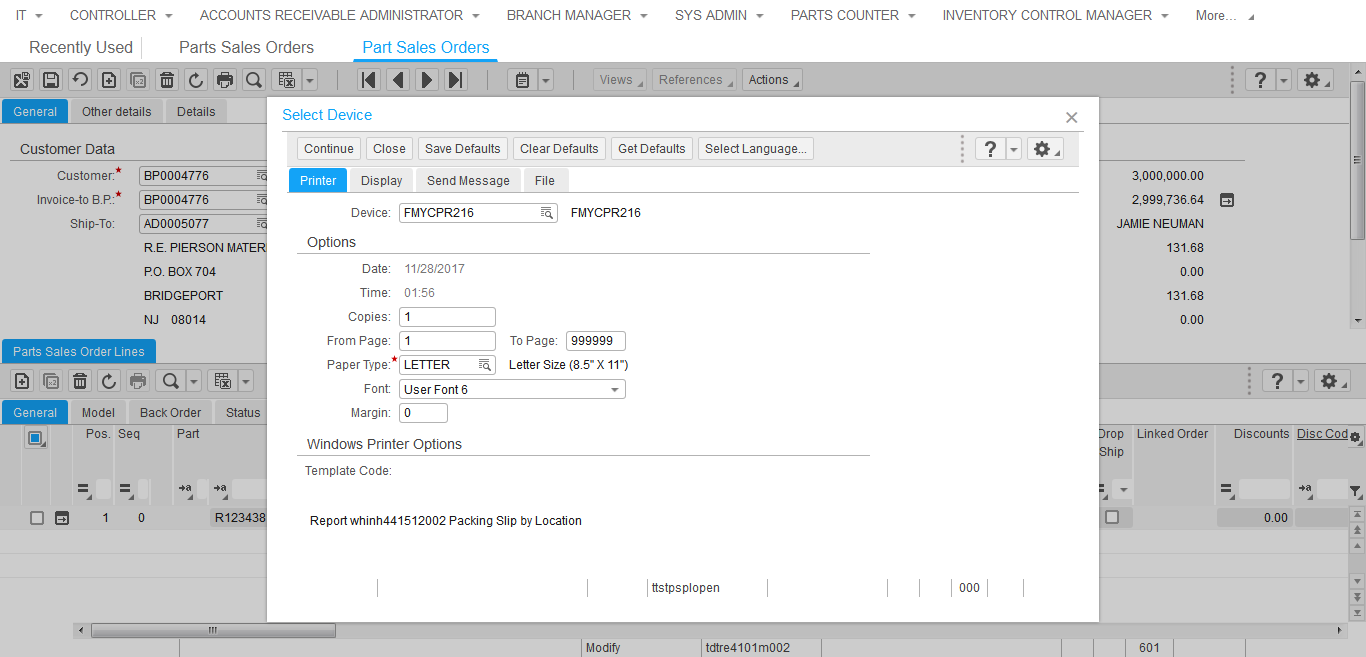 IT CONTROLLER ACCOUNTS RECEIVABLE ADMINISTRATOR BRANCH MANAGER SYS ADMIN PARTS COUNTER INVENTORY CONTROL MANAGER More...
Recently Used Parts Sales Orders Part Sales Orders
Views References Actions ?
General Other details Details
Select Device
Continue Close Save Defaults Clear Defaults Get Defaults Select Language... ?
Printer Display Send Message File
Device: FMYCPR216 FMYCPR216
Options
Date: 11/28/2017
Time: 01:56
Copies: 1
From Page: 1 To Page: 999999
Paper Type:* LETTER Letter Size (8.5" X 11")
Font: User Font 6
Margin: 0
Windows Printer Options
Template Code:
Report whinh441512002 Packing Slip by Location
ttstpsplopen 000
Customer Data
Customer:* BP0004776 3,000,000.00
Invoice-to B.P.:* BP0004776 2,999,736.64
Ship-To: AD0005077 JAMIE NEUMAN
R.E. PIERSON MATER 131.68
P.O. BOX 704 0.00
BRIDGEPORT 131.68
NJ 08014 0.00
Parts Sales Order Lines
?
General Model Back Order Status
Pos. Seq Part Drop Ship Linked Order Discounts Disc Cod
1 0 R123438 0.00
Modify tdtre4101m002 601